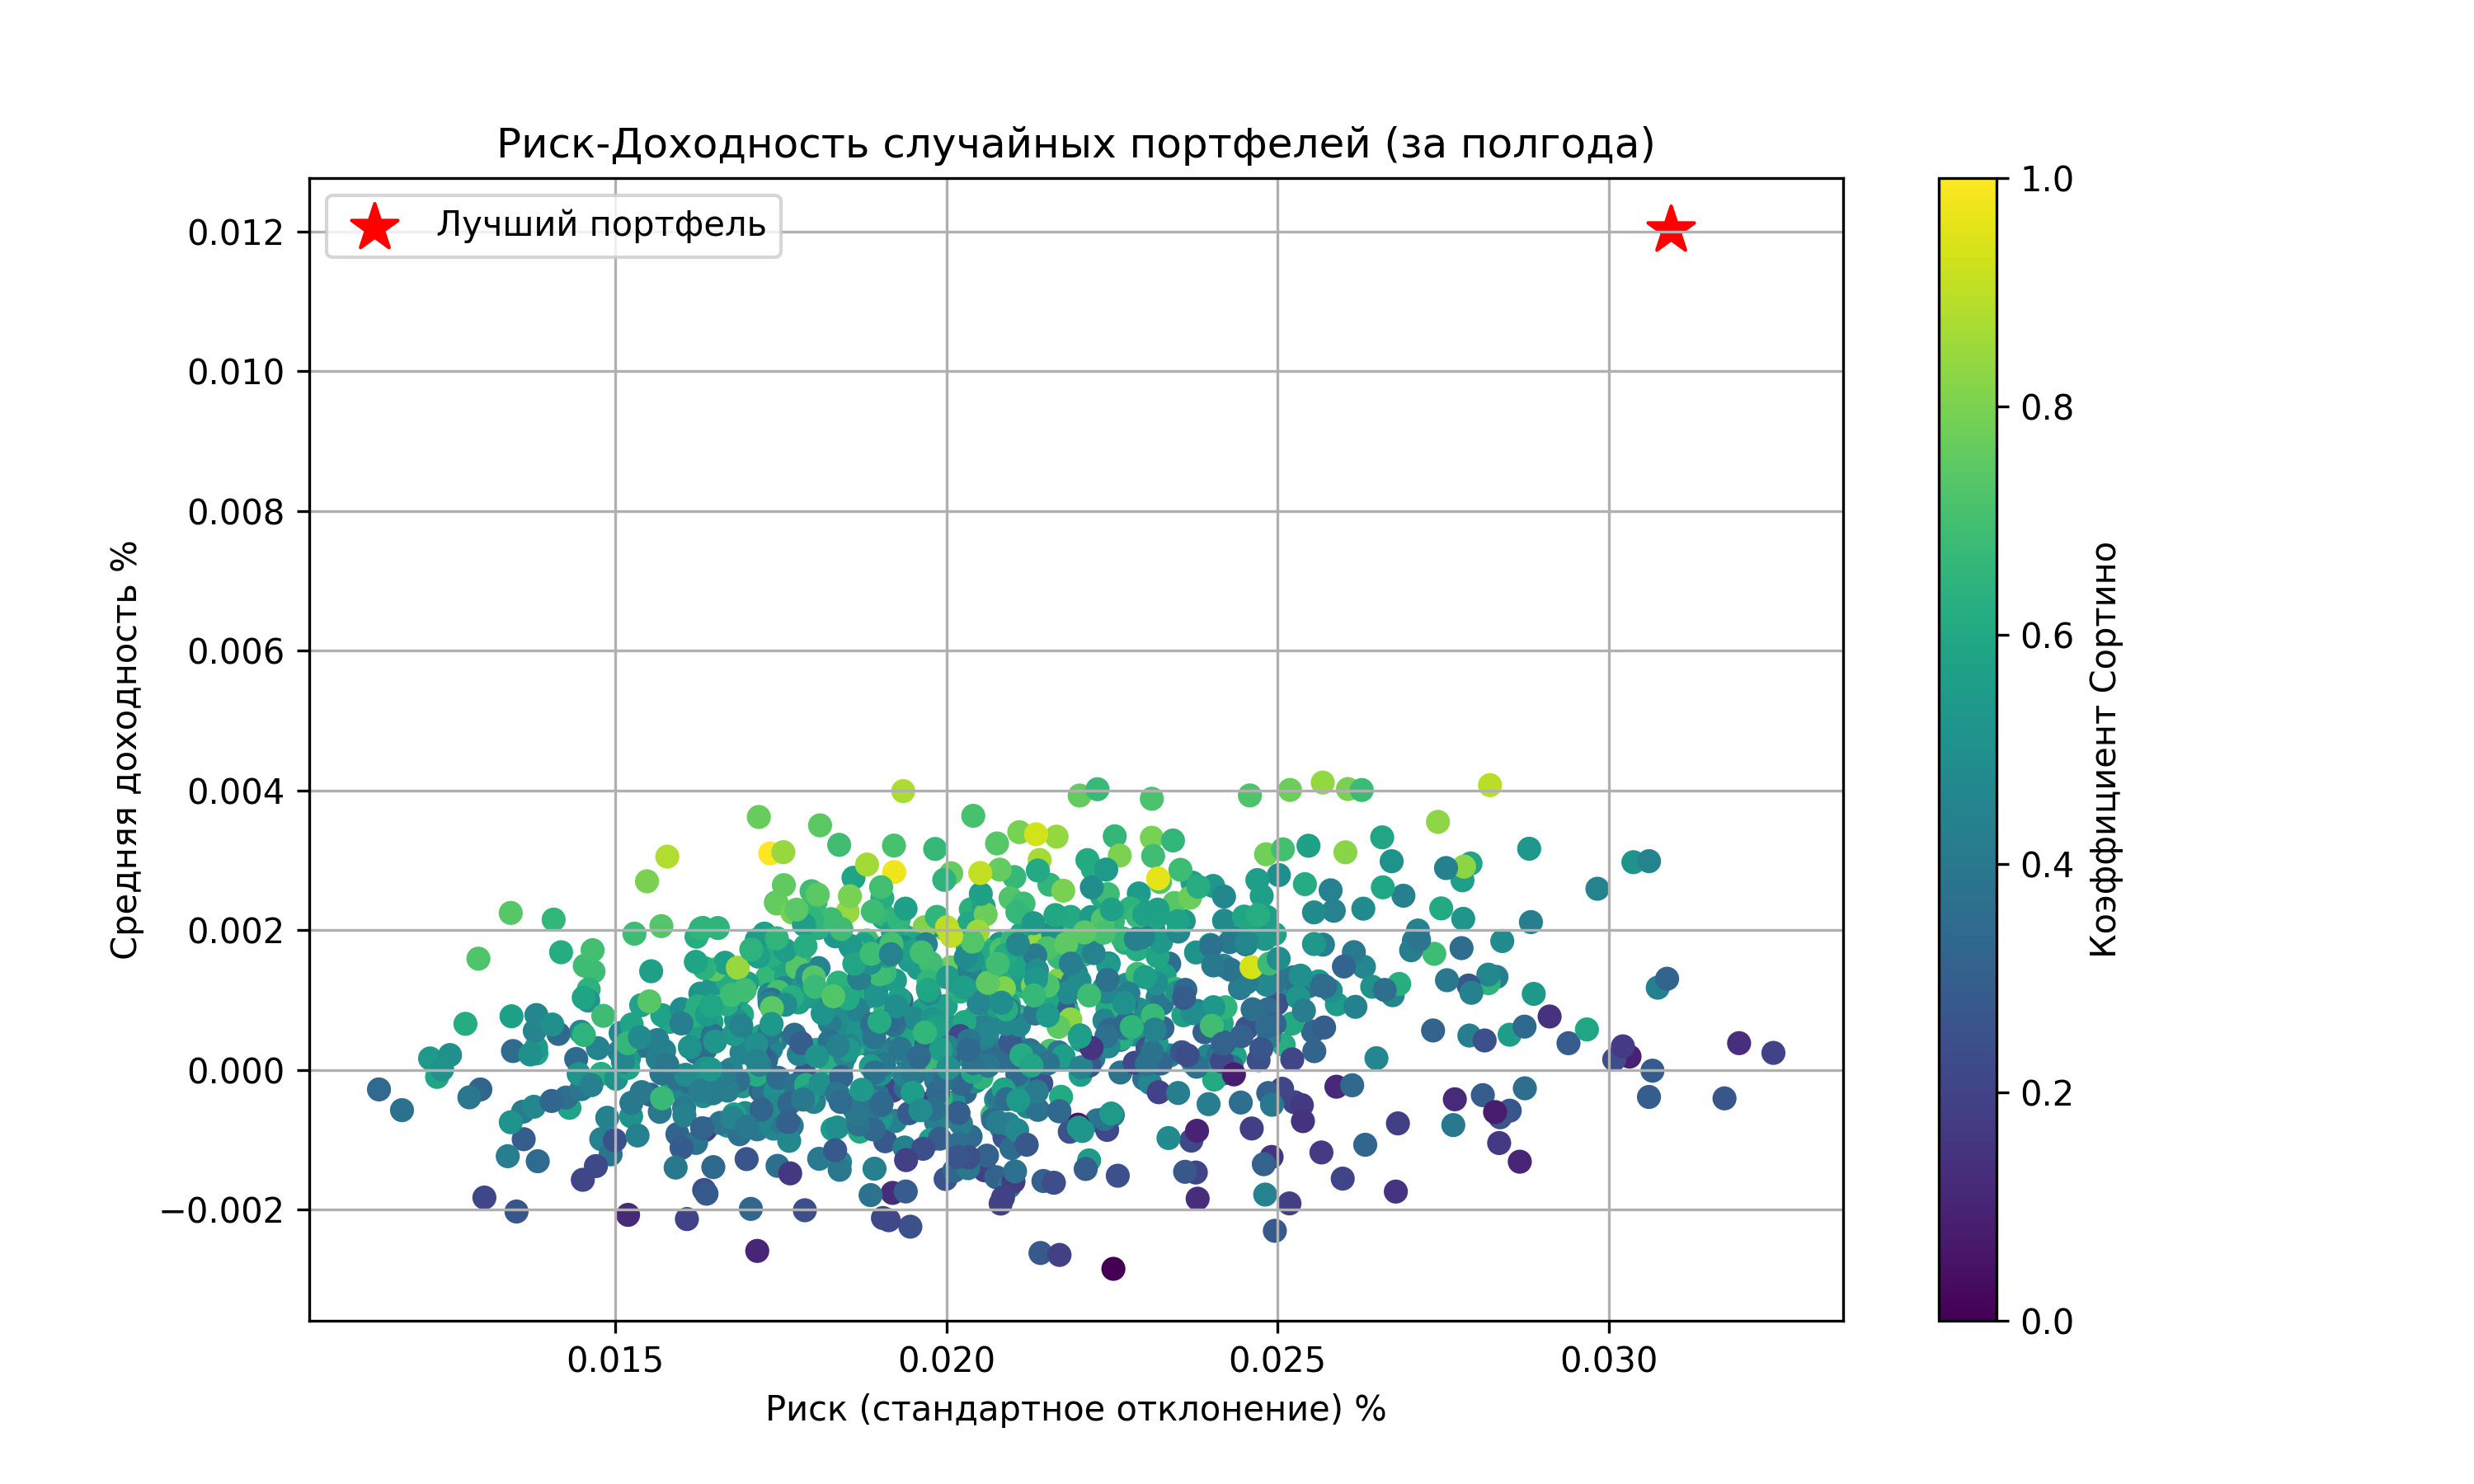 Риск-Доходность случайных портфелей (за полгода)
Лучший портфель
Средняя доходность %
0.012
0.010
0.008
0.006
0.004
0.002
0.000
−0.002
0.015 0.020 0.025 0.030
Риск (стандартное отклонение) %
1.0
0.8
0.6
0.4
0.2
0.0
Коэффициент Сортино